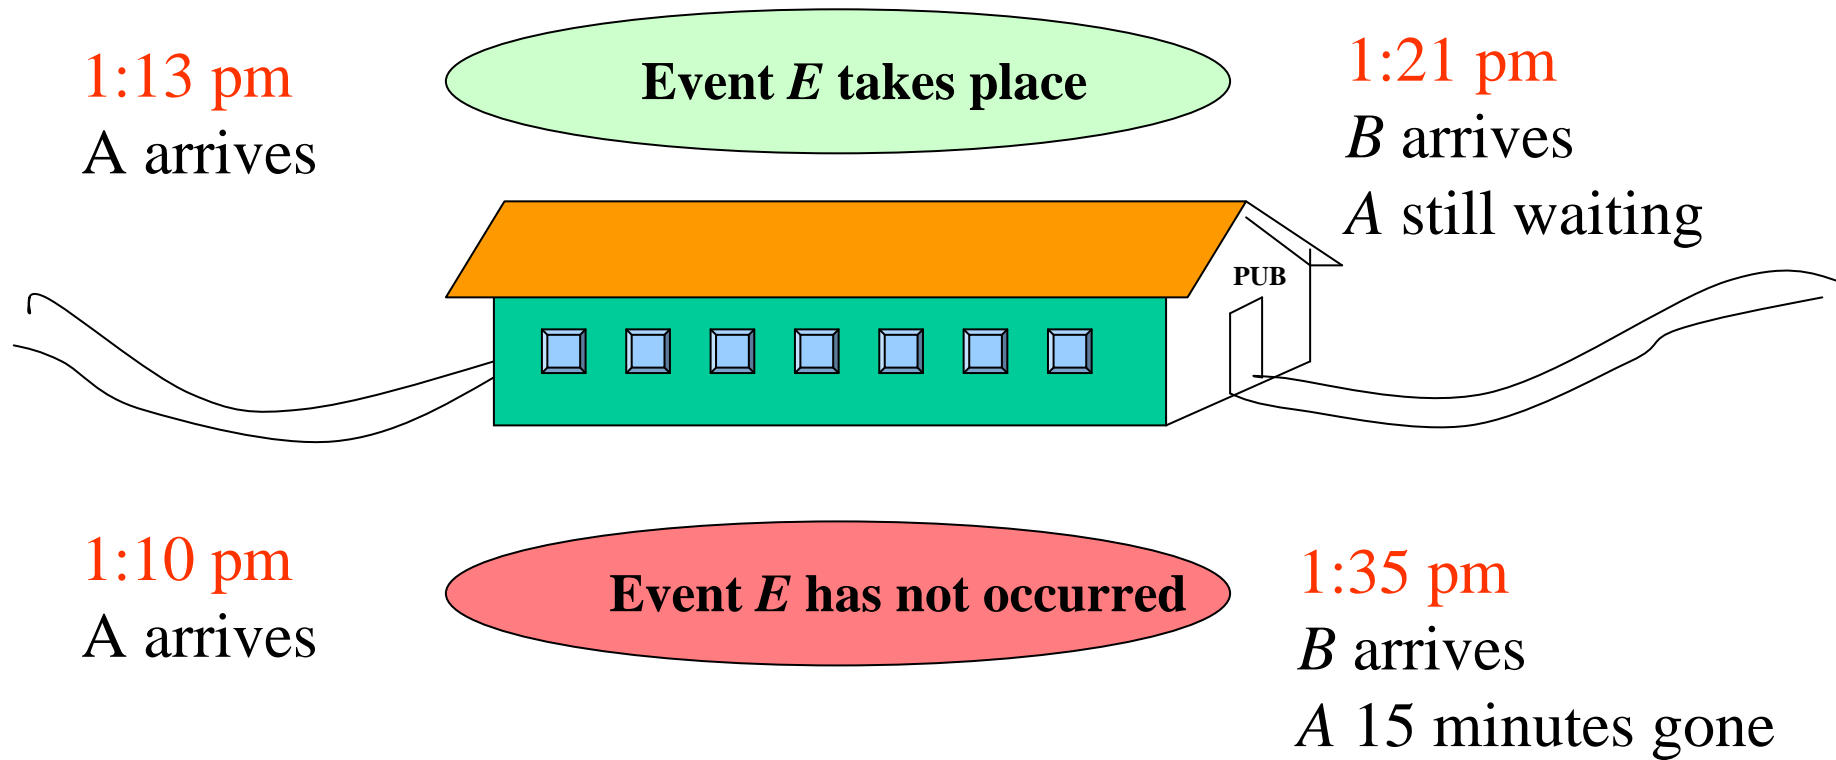 1:13 pm
A arrives
Event E takes place
1:21 pm
B arrives
A still waiting
PUB
1:10 pm
A arrives
Event E has not occurred
1:35 pm
B arrives
A 15 minutes gone